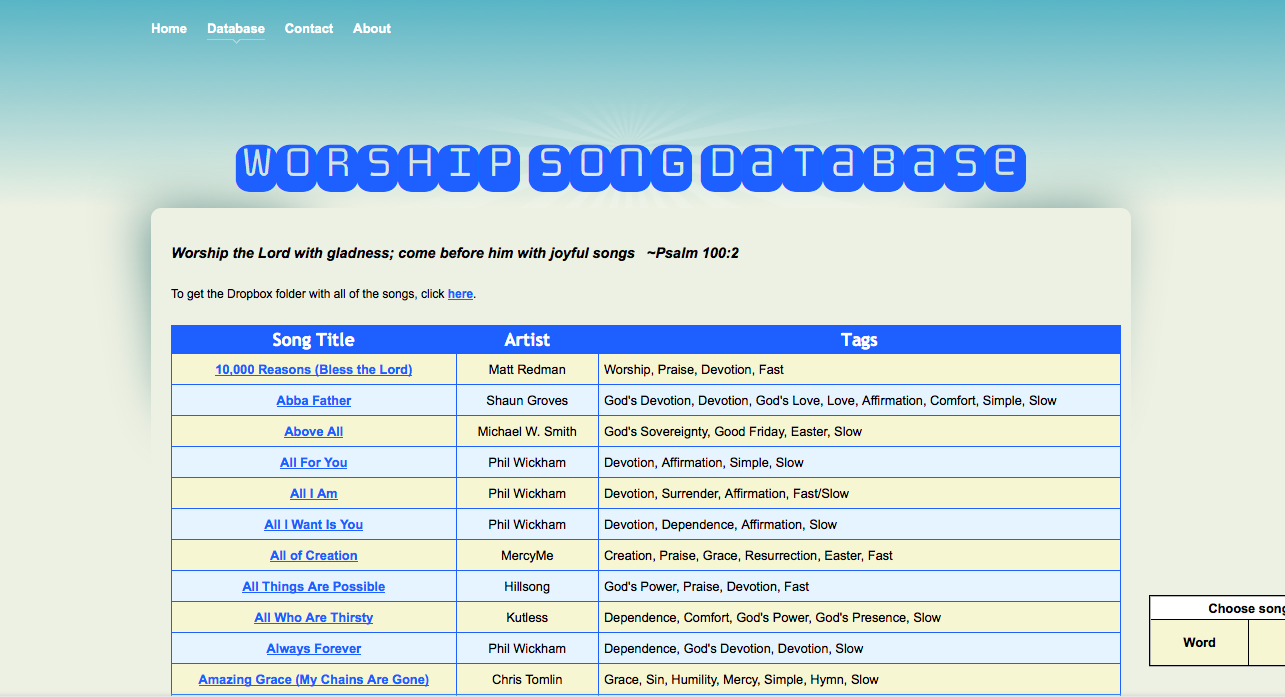 Home Database Contact About
WORSHIP SONG DaTaBaSe
Worship the Lord with gladness; come before him with joyful songs ~Psalm 100:2
To get the Dropbox folder with all of the songs, click here.
Song Title Artist Tags
10,000 Reasons (Bless the Lord) Matt Redman Worship, Praise, Devotion, Fast
Abba Father Shaun Groves God's Devotion, Devotion, God's Love, Love, Affirmation, Comfort, Simple, Slow
Above All Michael W. Smith God's Sovereignty, Good Friday, Easter, Slow
All For You Phil Wickham Devotion, Affirmation, Simple, Slow
All I Am Phil Wickham Devotion, Surrender, Affirmation, Fast/Slow
All I Want Is You Phil Wickham Devotion, Dependence, Affirmation, Slow
All of Creation MercyMe Creation, Praise, Grace, Resurrection, Easter, Fast
All Things Are Possible Hillsong God's Power, Praise, Devotion, Fast
All Who Are Thirsty Kutless Dependence, Comfort, God's Power, God's Presence, Slow
Always Forever Phil Wickham Dependence, God's Devotion, Devotion, Slow
Amazing Grace (My Chains Are Gone) Chris Tomlin Grace, Sin, Humility, Mercy, Simple, Hymn, Slow
Choose song
Word